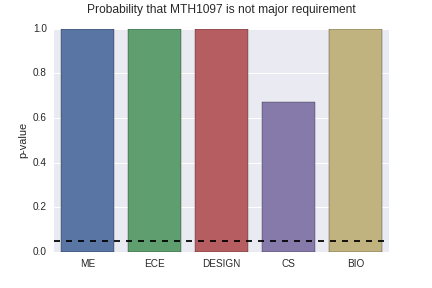 Probability that MTH1097 is not major requirement
1.0
0.8
0.6
0.4
0.2
0.0
p-value
ME ECE DESIGN CS BIO